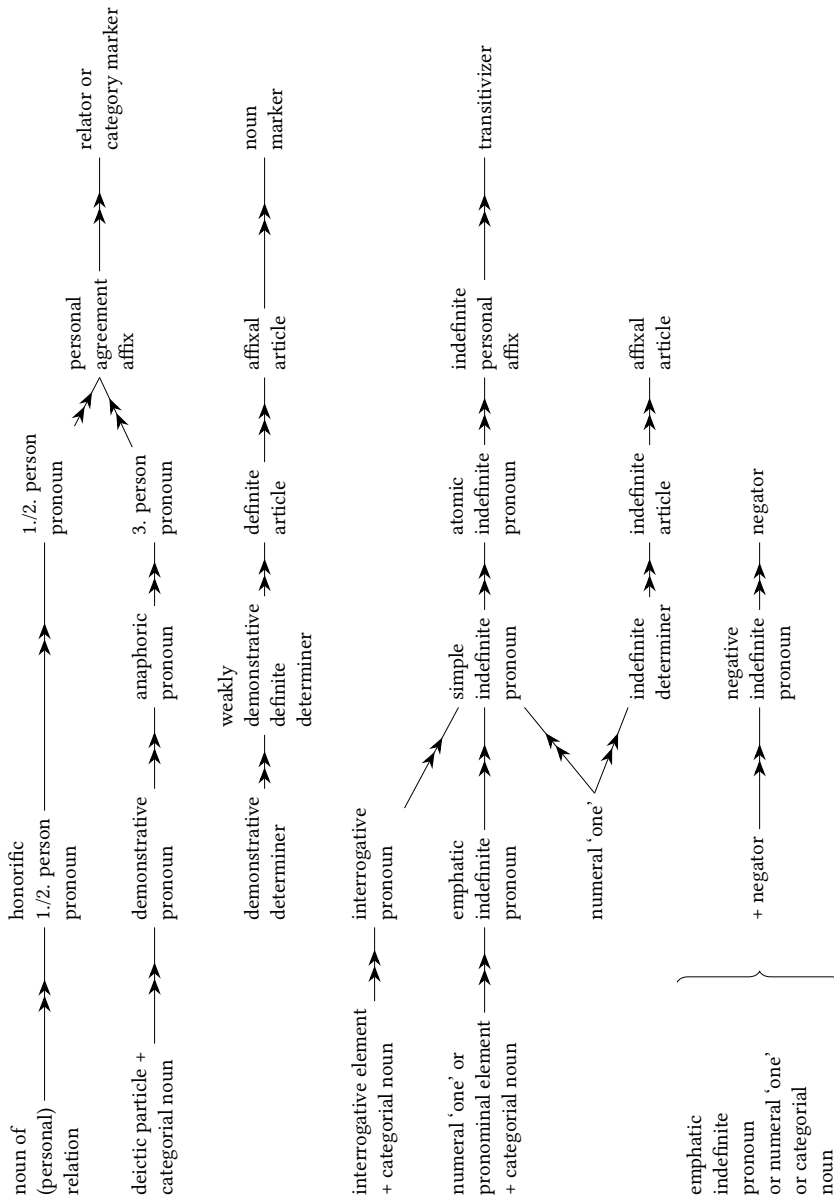 noun of
(personal)
relation
honorific
1./2. person
pronoun
1./2. person
pronoun
personal
agreement
affix
relator or
category marker
deictic particle +
categorial noun
demonstrative
pronoun
anaphoric
pronoun
3. person
pronoun
demonstrative
determiner
weakly
demonstrative
definite
determiner
definite
article
affixal
article
noun
marker
interrogative element
+ categorial noun
interrogative
pronoun
numeral ‘one’ or
pronominal element
+ categorial noun
emphatic
indefinite
pronoun
simple
indefinite
pronoun
atomic
indefinite
pronoun
indefinite
personal
affix
transitivizer
numeral ‘one’
indefinite
determiner
indefinite
article
affixal
article
emphatic
indefinite
pronoun
or numeral ‘one’
or categorial
noun
+ negator
negative
indefinite
pronoun
negator